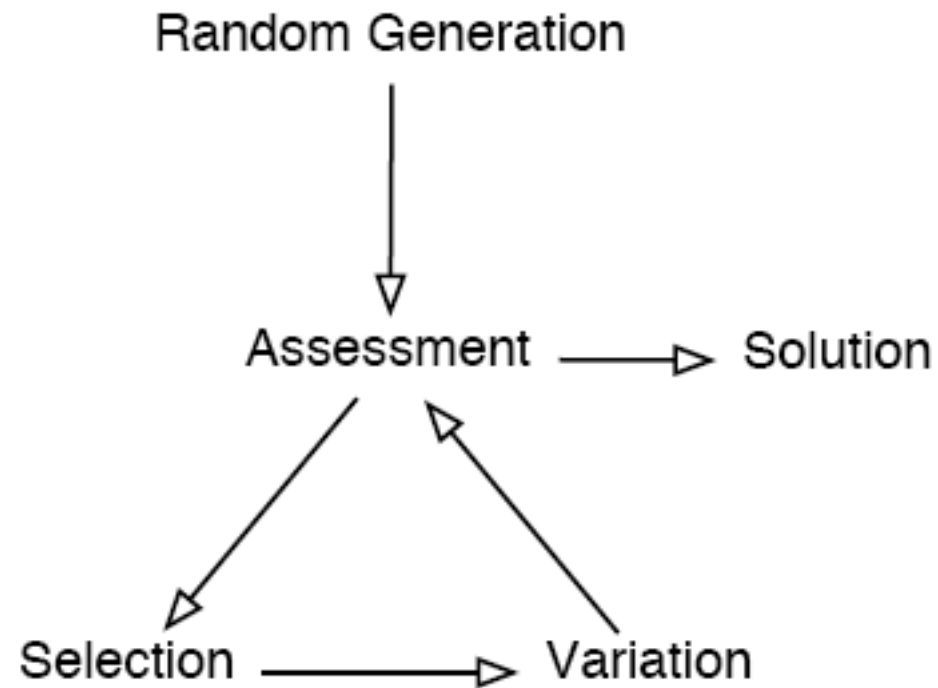 Random Generation
Assessment
Solution
Selection
Variation